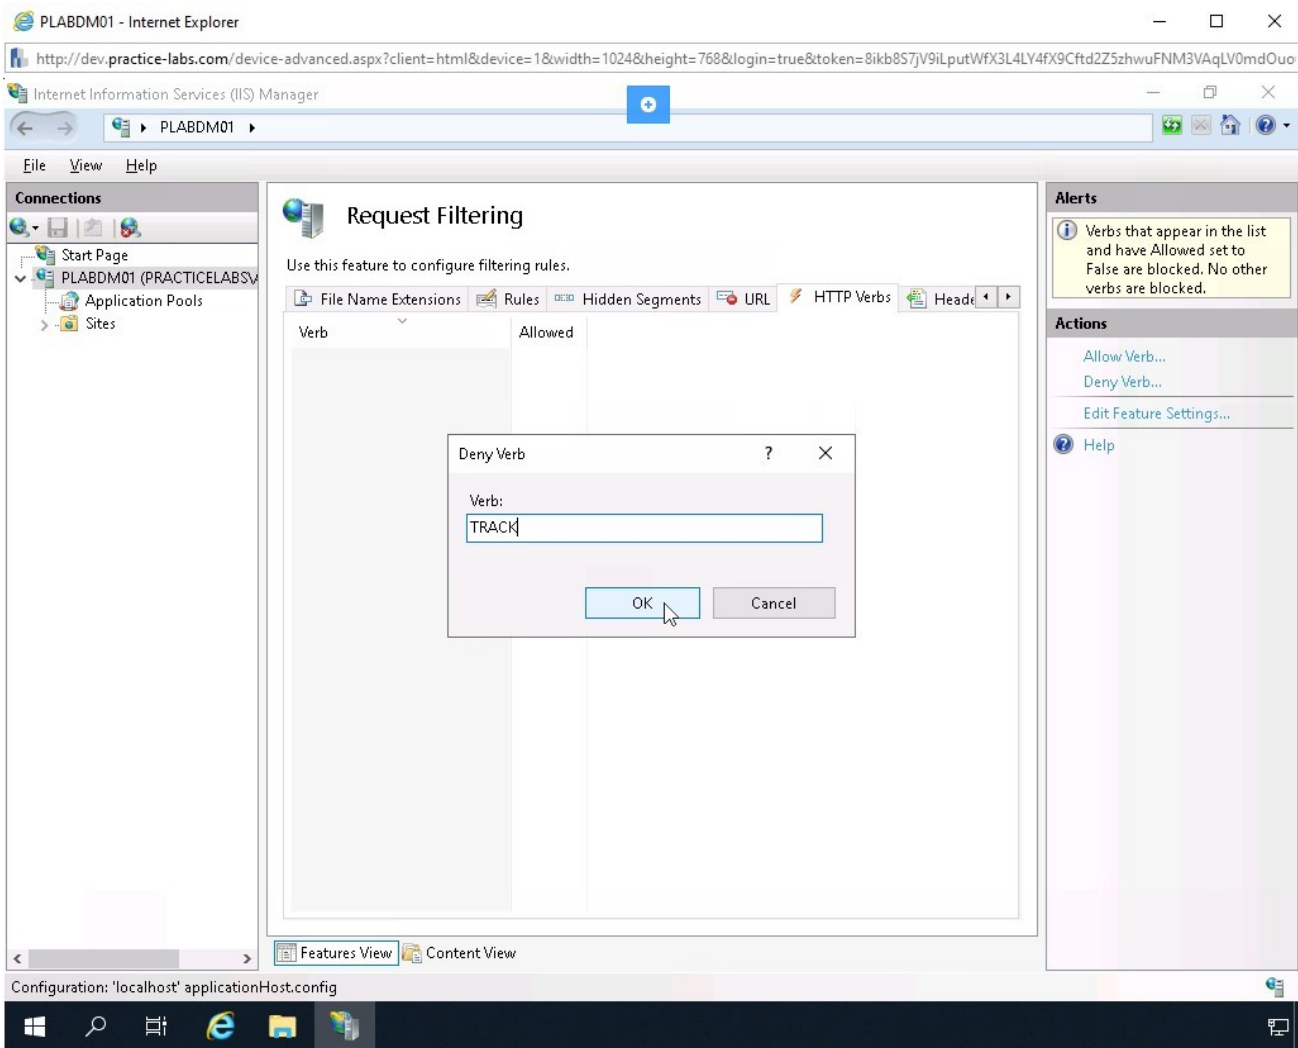 PLABDM01 - Internet Explorer
http://dev.practice-labs.com/device-advanced.aspx?client=html&device=1&width=1024&height=768&login=true&token=8ikb8S7jV9iLputWfX3L4LY4fX9Cftd2Z5zhwuFNM3VAqLV0mdOuo
Internet Information Services (IIS) Manager
PLABDM01
File View Help
Connections
Start Page
PLABDM01 (PRACTICELABS\
Application Pools
Sites
Request Filtering
Use this feature to configure filtering rules.
File Name Extensions Rules Hidden Segments URL HTTP Verbs Heade
Verb Allowed
Deny Verb
Verb:
TRACK
OK Cancel
Features View Content View
Alerts
Verbs that appear in the list
and have Allowed set to
False are blocked. No other
verbs are blocked.
Actions
Allow Verb...
Deny Verb...
Edit Feature Settings...
Help
Configuration: 'localhost' applicationHost.config